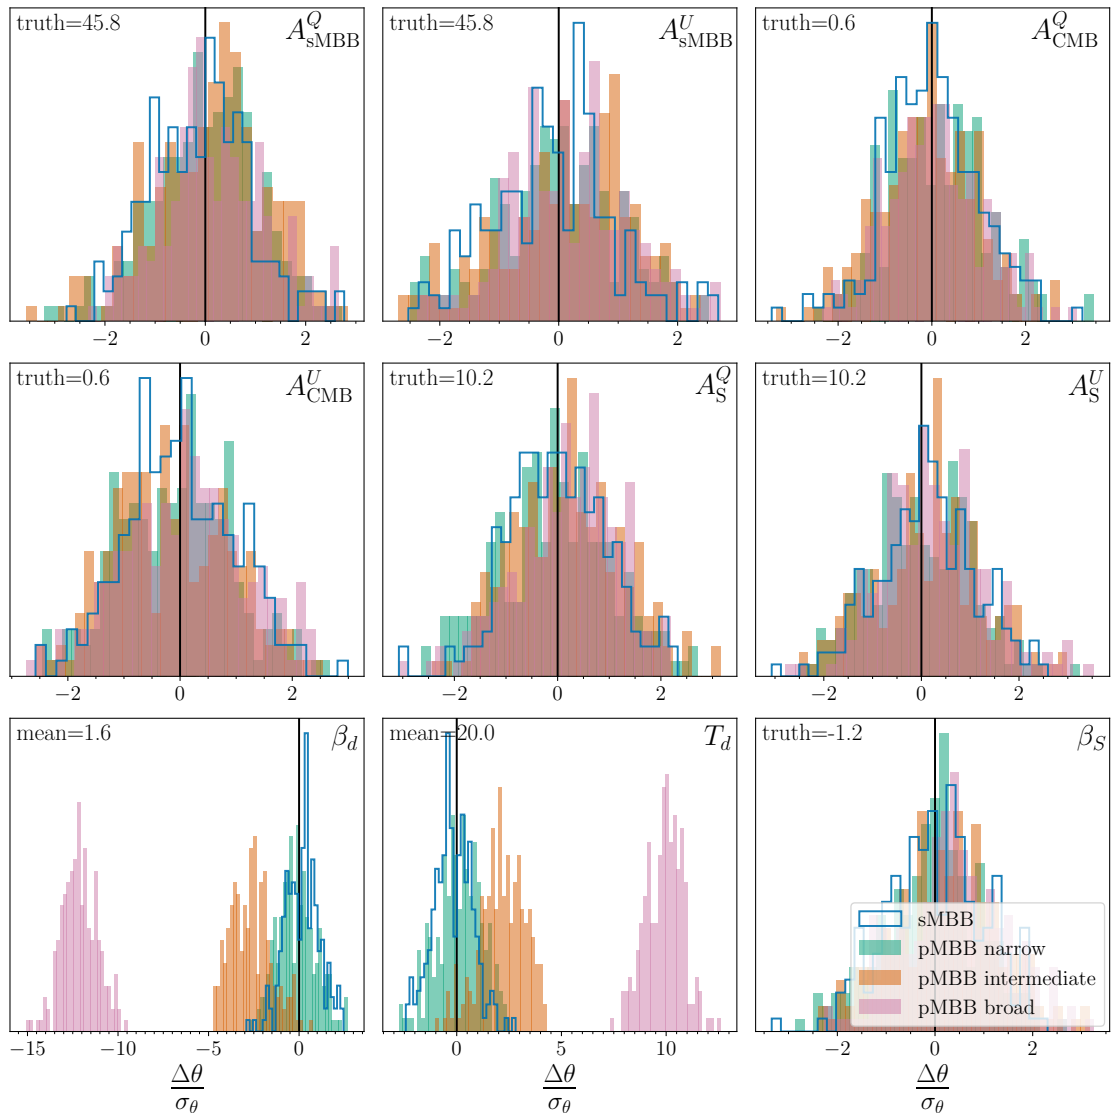 truth=45.8 A^Q_sMBB truth=45.8 A^U_sMBB truth=0.6 A^Q_CMB
−2 0 2 −2 0 2 −2 0 2
truth=0.6 A^U_CMB truth=10.2 A^Q_S truth=10.2 A^U_S
−2 0 2 −2 0 2 −2 0 2
mean=1.6 β_d mean=20.0 T_d truth=-1.2 β_S
sMBB
pMBB narrow
pMBB intermediate
pMBB broad
−15 −10 −5 0 0 5 10 −2 0 2
Δθ/σ_θ Δθ/σ_θ Δθ/σ_θ